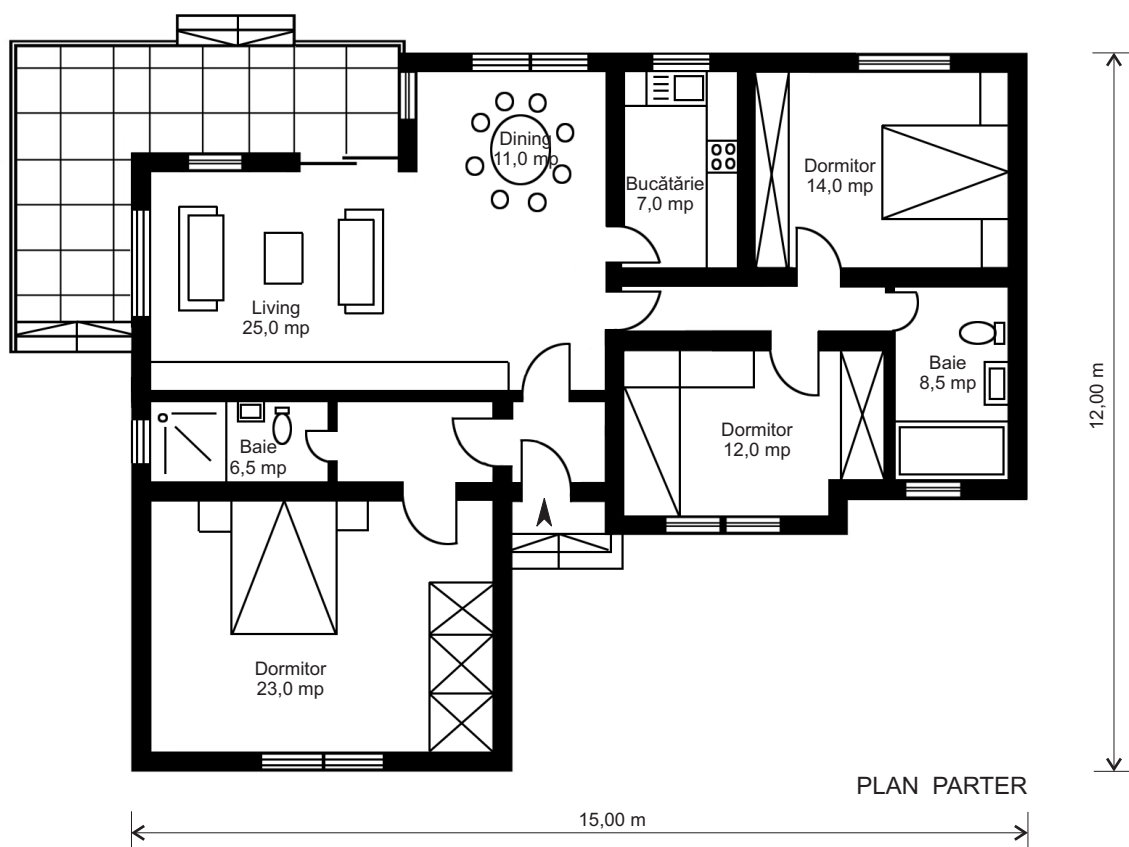 Dining
11,0 mp
Bucătărie
7,0 mp
Dormitor
14,0 mp
Living
25,0 mp
Baie
8,5 mp
Dormitor
12,0 mp
Baie
6,5 mp
Dormitor
23,0 mp
12,00 m
PLAN PARTER
15,00 m